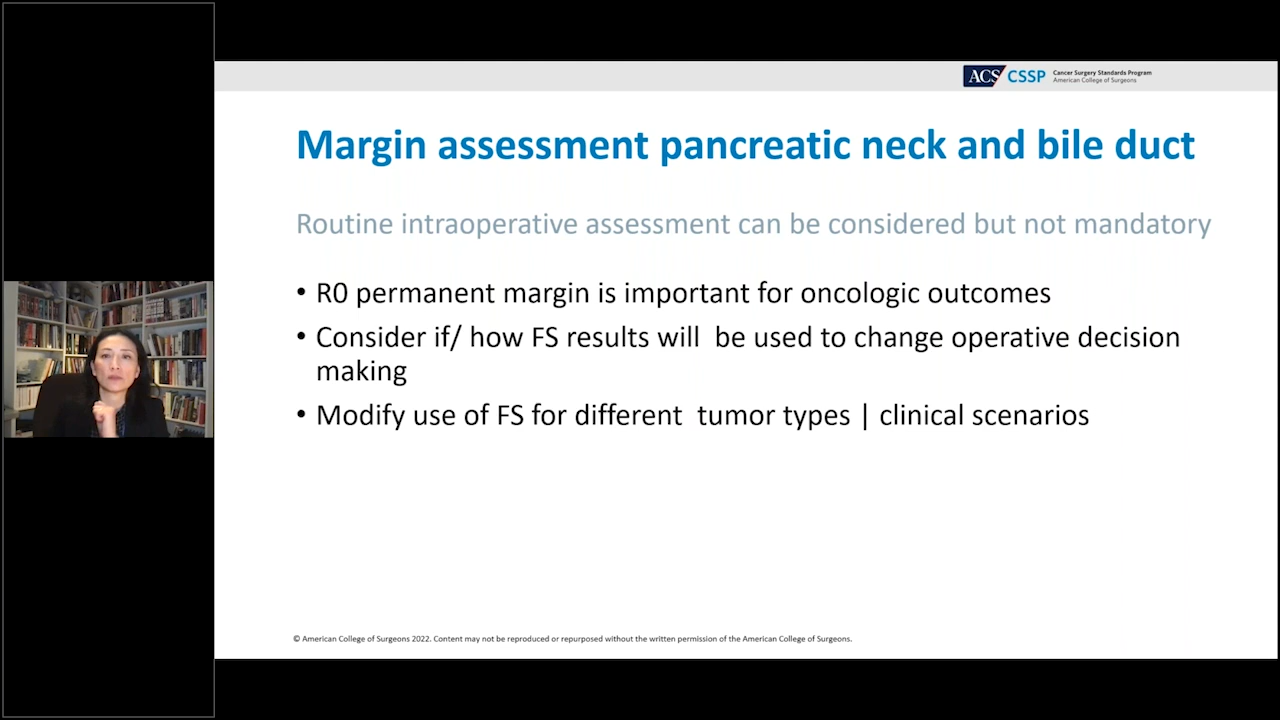 ACS CSSP Cancer Surgery Standards Program
American College of Surgeons
Margin assessment pancreatic neck and bile duct
Routine intraoperative assessment can be considered but not mandatory
• R0 permanent margin is important for oncologic outcomes
• Consider if/ how FS results will  be used to change operative decision
making
• Modify use of FS for different  tumor types | clinical scenarios
© American College of Surgeons 2022. Content may not be reproduced or repurposed without the written permission of the American College of Surgeons.